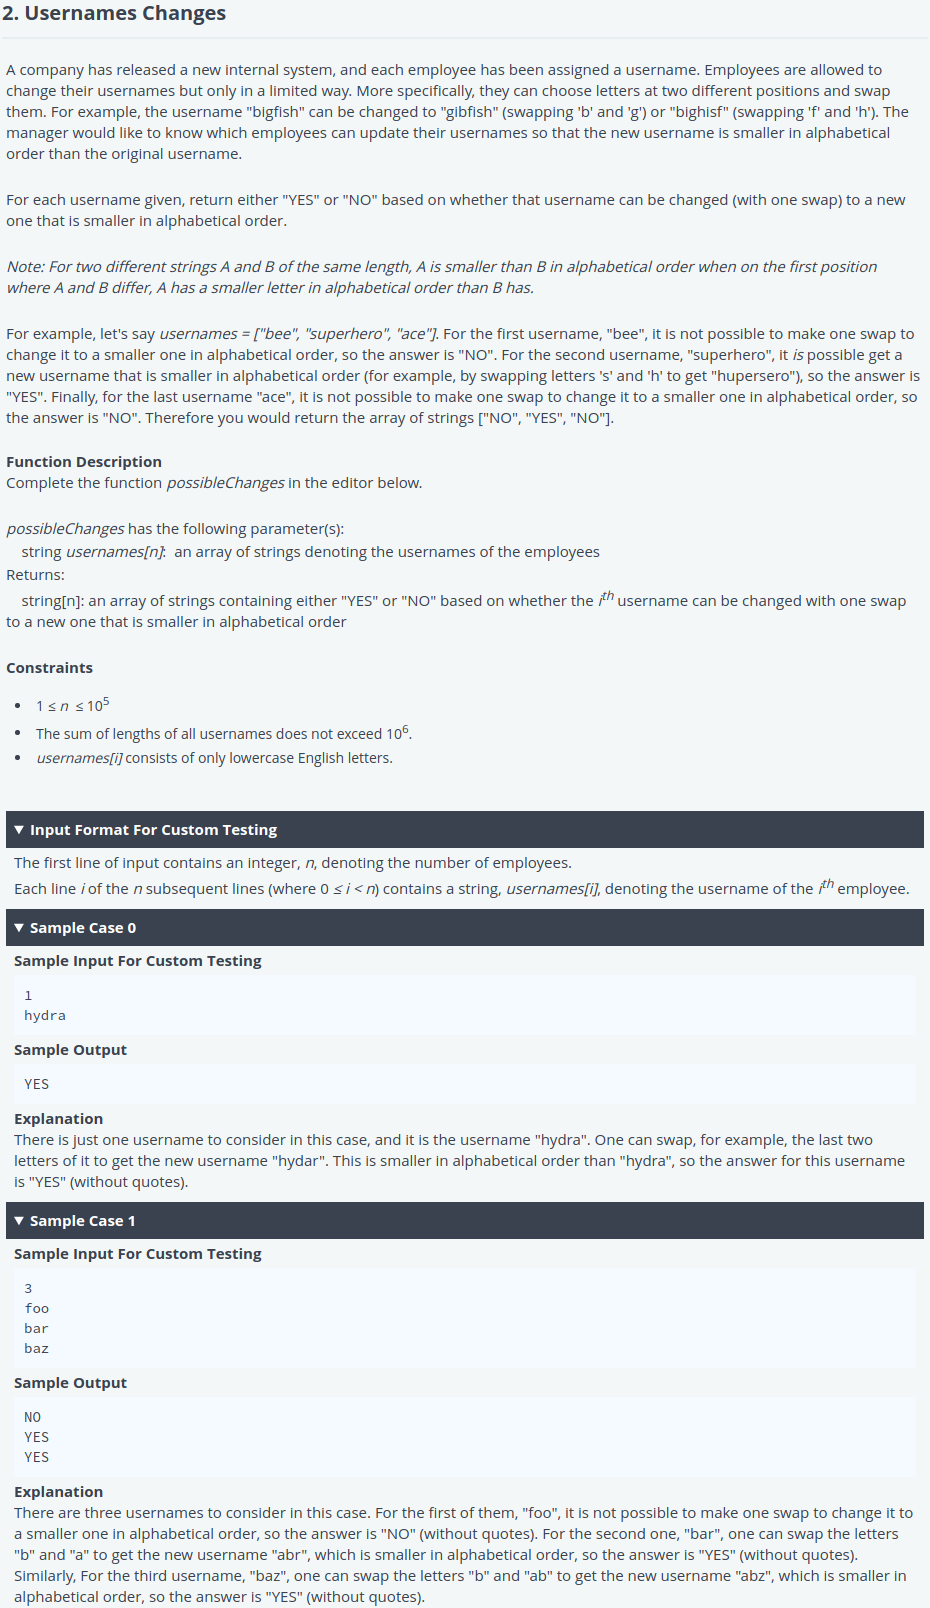 2. Usernames Changes
A company has released a new internal system, and each employee has been assigned a username. Employees are allowed to
change their usernames but only in a limited way. More specifically, they can choose letters at two different positions and swap
them. For example, the username "bigfish" can be changed to "gibfish" (swapping 'b' and 'g') or "bighisf" (swapping 'f' and 'h'). The
manager would like to know which employees can update their usernames so that the new username is smaller in alphabetical
order than the original username.
For each username given, return either "YES" or "NO" based on whether that username can be changed (with one swap) to a new
one that is smaller in alphabetical order.
Note: For two different strings A and B of the same length, A is smaller than B in alphabetical order when on the first position
where A and B differ, A has a smaller letter in alphabetical order than B has.
For example, let's say usernames = ["bee", "superhero", "ace"]. For the first username, "bee", it is not possible to make one swap to
change it to a smaller one in alphabetical order, so the answer is "NO". For the second username, "superhero", it is possible get a
new username that is smaller in alphabetical order (for example, by swapping letters 's' and 'h' to get "hupersero"), so the answer is
"YES". Finally, for the last username "ace", it is not possible to make one swap to change it to a smaller one in alphabetical order, so
the answer is "NO". Therefore you would return the array of strings ["NO", "YES", "NO"].
Function Description
Complete the function possibleChanges in the editor below.
possibleChanges has the following parameter(s):
string usernames[n]: an array of strings denoting the usernames of the employees
Returns:
string[n]: an array of strings containing either "YES" or "NO" based on whether the i^th username can be changed with one swap
to a new one that is smaller in alphabetical order
Constraints
• 1 ≤ n ≤ 10^5
• The sum of lengths of all usernames does not exceed 10^6.
• usernames[i] consists of only lowercase English letters.
▼ Input Format For Custom Testing
The first line of input contains an integer, n, denoting the number of employees.
Each line i of the n subsequent lines (where 0 ≤ i < n) contains a string, usernames[i], denoting the username of the i^th employee.
▼ Sample Case 0
Sample Input For Custom Testing
1
hydra
Sample Output
YES
Explanation
There is just one username to consider in this case, and it is the username "hydra". One can swap, for example, the last two
letters of it to get the new username "hydar". This is smaller in alphabetical order than "hydra", so the answer for this username
is "YES" (without quotes).
▼ Sample Case 1
Sample Input For Custom Testing
3
foo
bar
baz
Sample Output
NO
YES
YES
Explanation
There are three usernames to consider in this case. For the first of them, "foo", it is not possible to make one swap to change it to
a smaller one in alphabetical order, so the answer is "NO" (without quotes). For the second one, "bar", one can swap the letters
"b" and "a" to get the new username "abr", which is smaller in alphabetical order, so the answer is "YES" (without quotes).
Similarly, For the third username, "baz", one can swap the letters "b" and "ab" to get the new username "abz", which is smaller in
alphabetical order, so the answer is "YES" (without quotes).